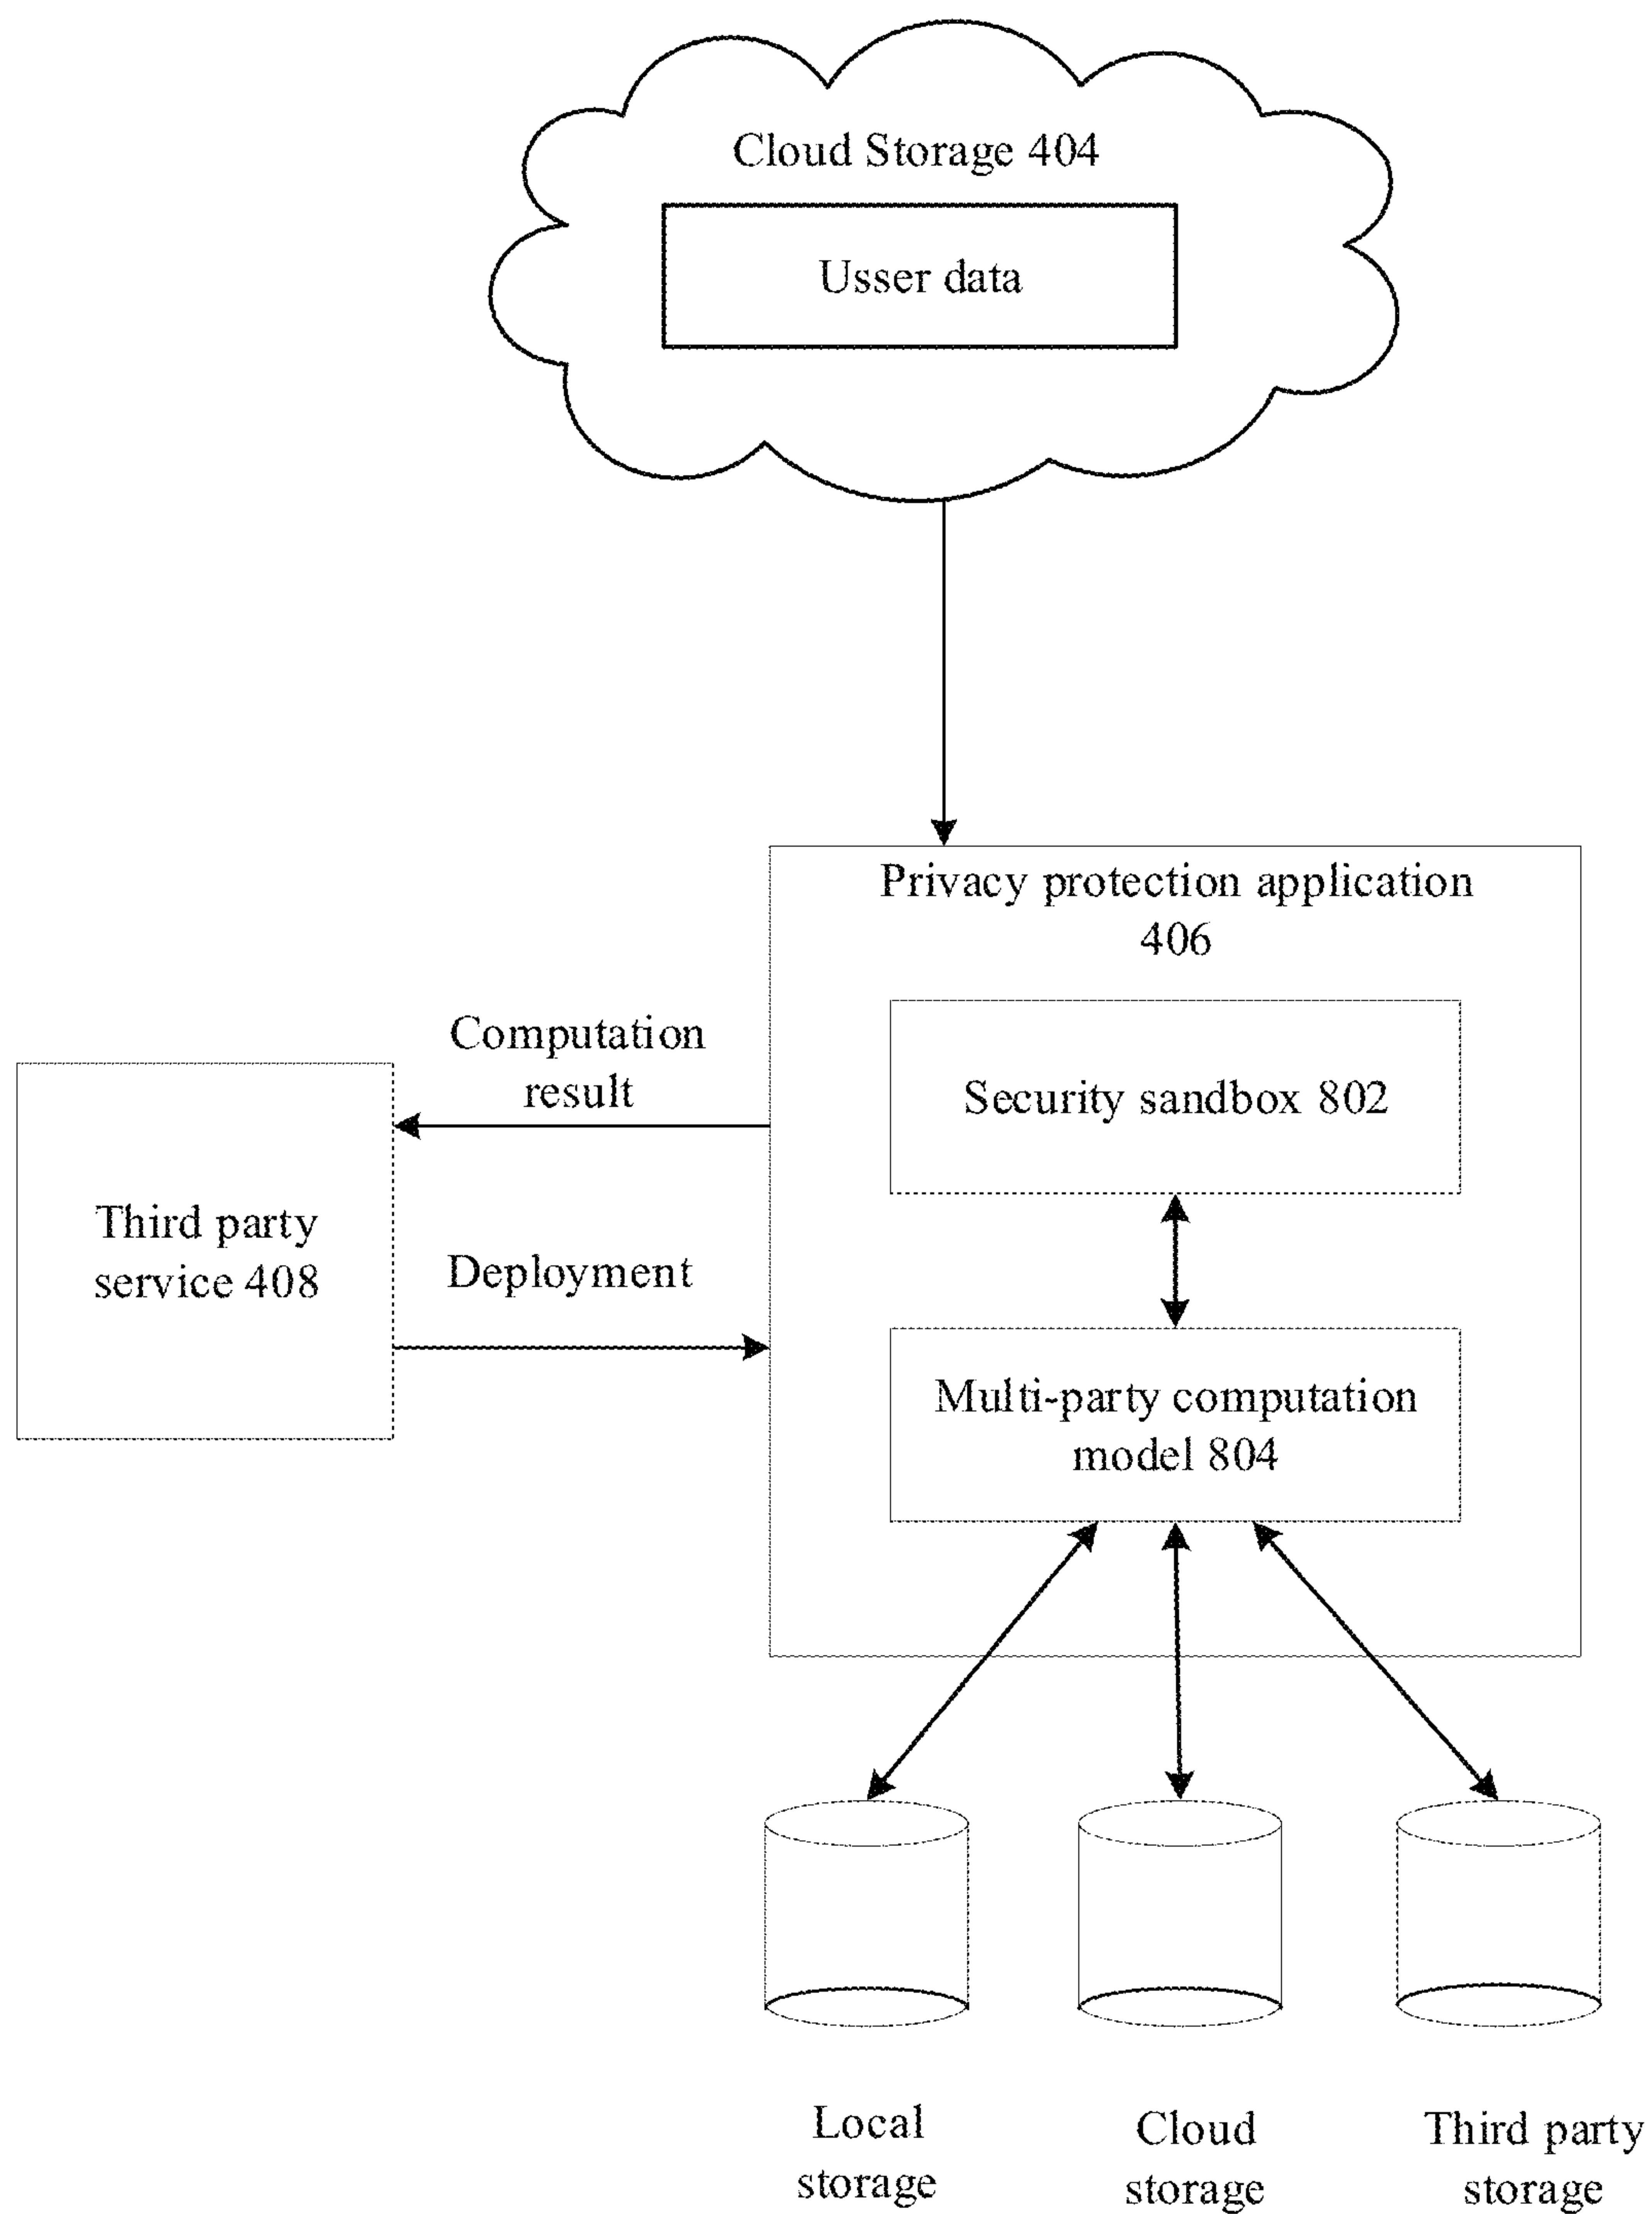 Cloud Storage 404
Usser data
Privacy protection application
406
Computation
result
Security sandbox 802
Third party
service 408
Deployment
Multi-party computation
model 804
Local
storage
Cloud
storage
Third party
storage